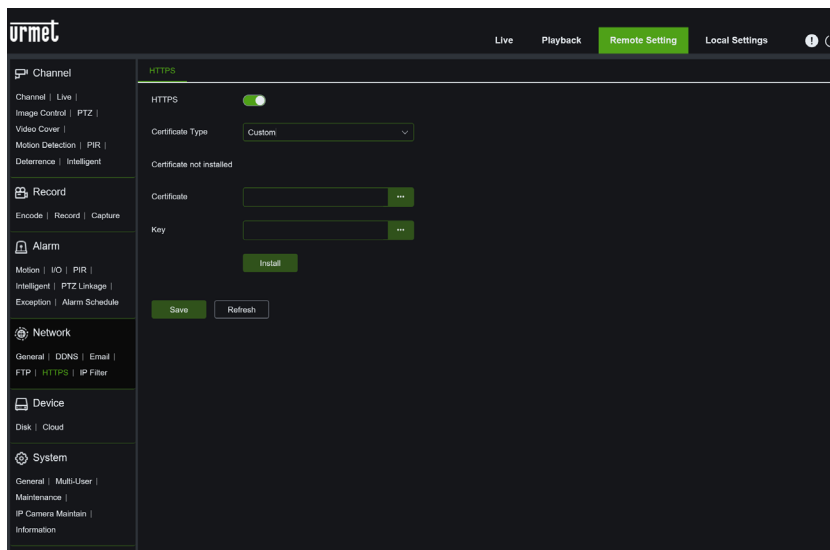 urmet
Live Playback Remote Setting Local Settings
Channel
Channel | Live |
Image Control | PTZ |
Video Cover |
Motion Detection | PIR |
Deterrence | Intelligent
Record
Encode | Record | Capture
Alarm
Motion | I/O | PIR |
Intelligent | PTZ Linkage |
Exception | Alarm Schedule
Network
General | DDNS | Email |
FTP | HTTPS | IP Filter
Device
Disk | Cloud
System
General | Multi-User |
Maintenance |
IP Camera Maintain |
Information
HTTPS
HTTPS
Certificate Type Custom
Certificate not installed
Certificate ...
Key ...
Install
Save Refresh